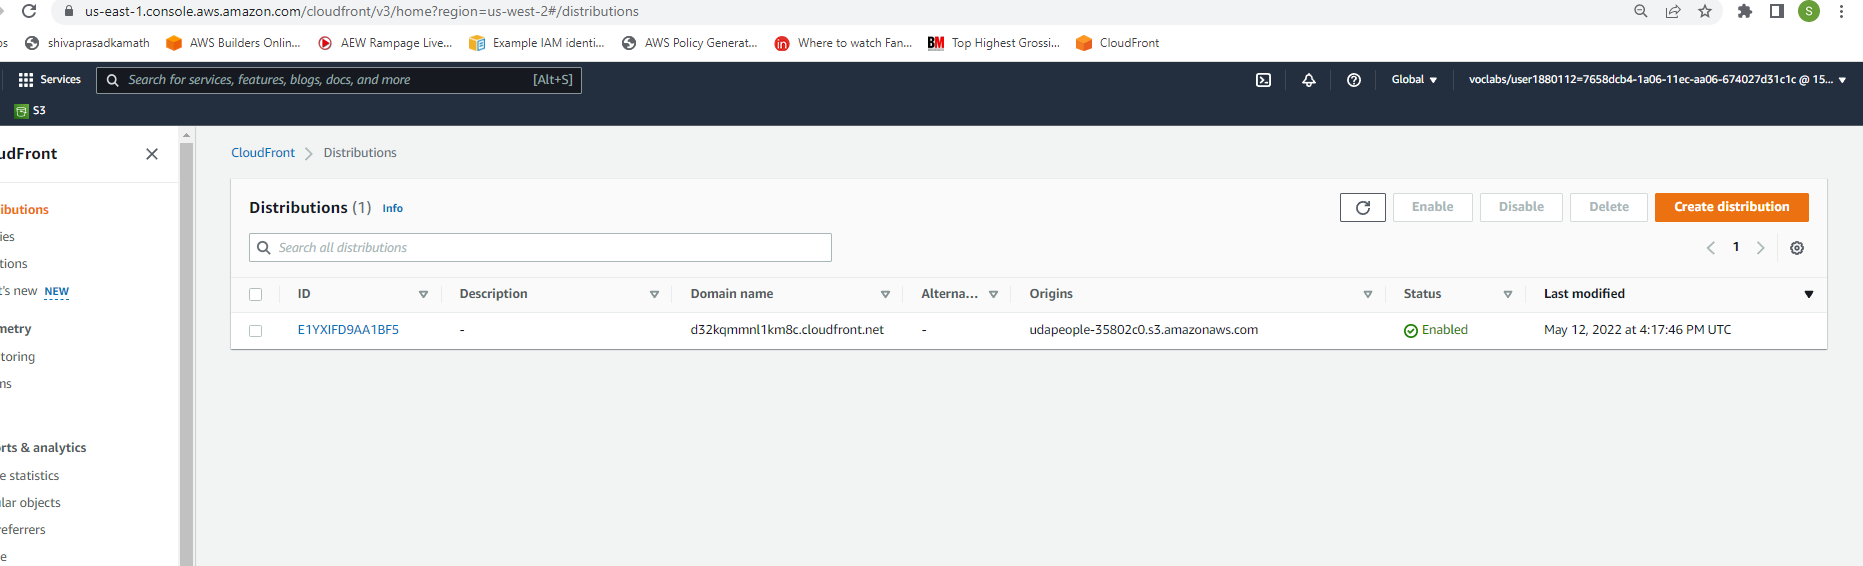 us-east-1.console.aws.amazon.com/cloudfront/v3/home?region=us-west-2#/distributions S
os shivaprasadkamath AWS Builders Onlin... AEW Rampage Live... Example IAM identi... AWS Policy Generat... in Where to watch Fan... BM Top Highest Grossi... CloudFront
Services Search for services, features, blogs, docs, and more [Alt+S] Global voclabs/user1880112=7658dcb4-1a06-11ec-aa06-674027d31c1c @ 15...
S3
udFront
CloudFront Distributions
ibutions
ies
tions
t's new NEW
metry
toring
ms
rts & analytics
e statistics
lar objects
referrers
e
Distributions (1) Info Enable Disable Delete Create distribution
Search all distributions 1
ID Description Domain name Alterna... Origins Status Last modified
E1YXIFD9AA1BF5 - d32kqmmnl1km8c.cloudfront.net - udapeople-35802c0.s3.amazonaws.com Enabled May 12, 2022 at 4:17:46 PM UTC